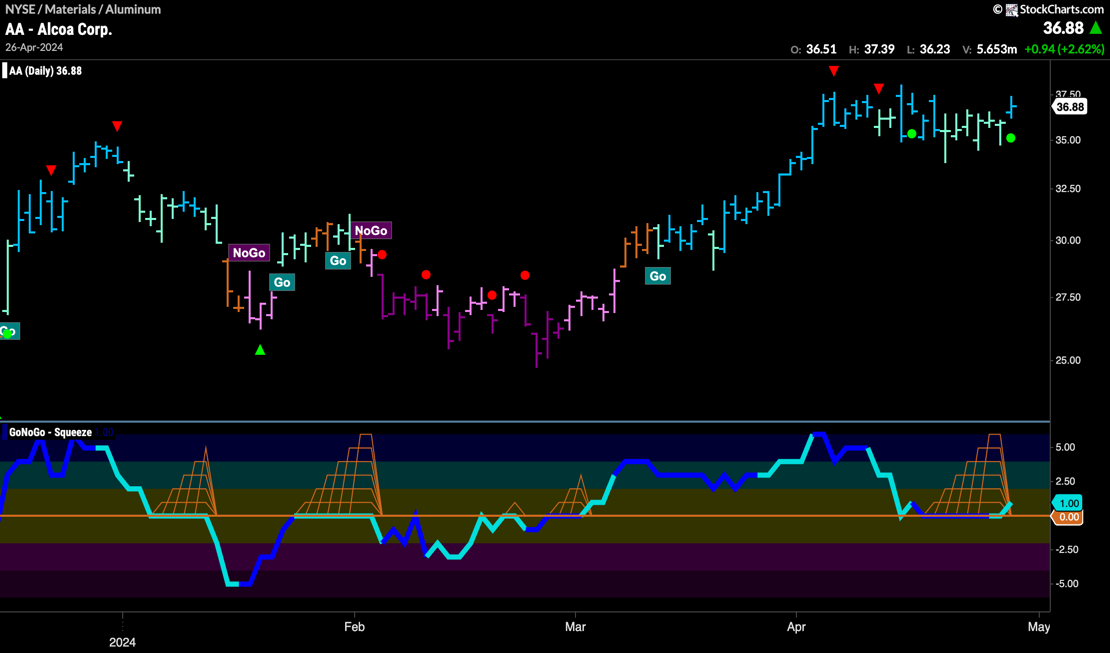 NYSE / Materials / Aluminum
© StockCharts.com
AA - Alcoa Corp.
36.88
26-Apr-2024
O: 36.51 H: 37.39 L: 36.23 V: 5.653m +0.94 (+2.62%)
AA (Daily) 36.88
37.50
36.88
35.00
32.50
30.00
27.50
25.00
NoGo
NoGo
Go
Go
Go
Go
GoNoGo - Squeeze
5.00
2.50
1.00
0.00
-2.50
-5.00
Feb
Mar
Apr
May
2024